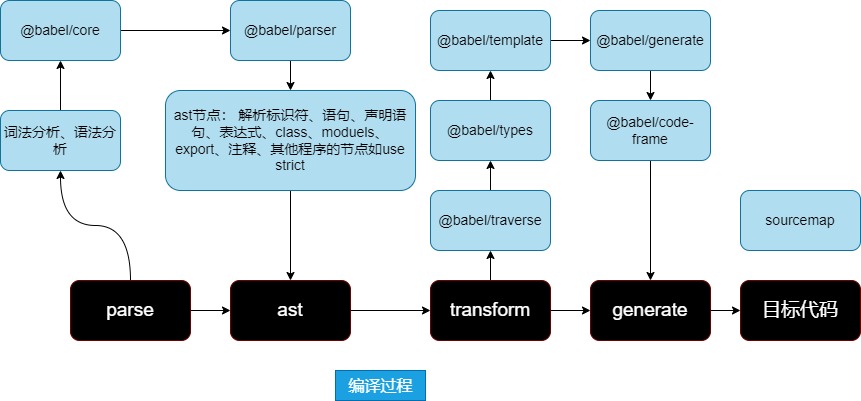 @babel/core
@babel/parser
@babel/template
@babel/generate
词法分析、语法分
析
ast节点： 解析标识符、语句、声明语
句、表达式、class、moduels、
export、注释、其他程序的节点如use
strict
@babel/types
@babel/code-
frame
@babel/traverse
sourcemap
parse
ast
transform
generate
目标代码
编译过程